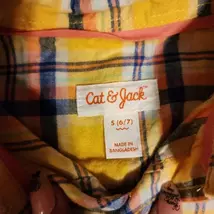 Cat & Jack
S (6/7)
MADE IN
BANGLADESH